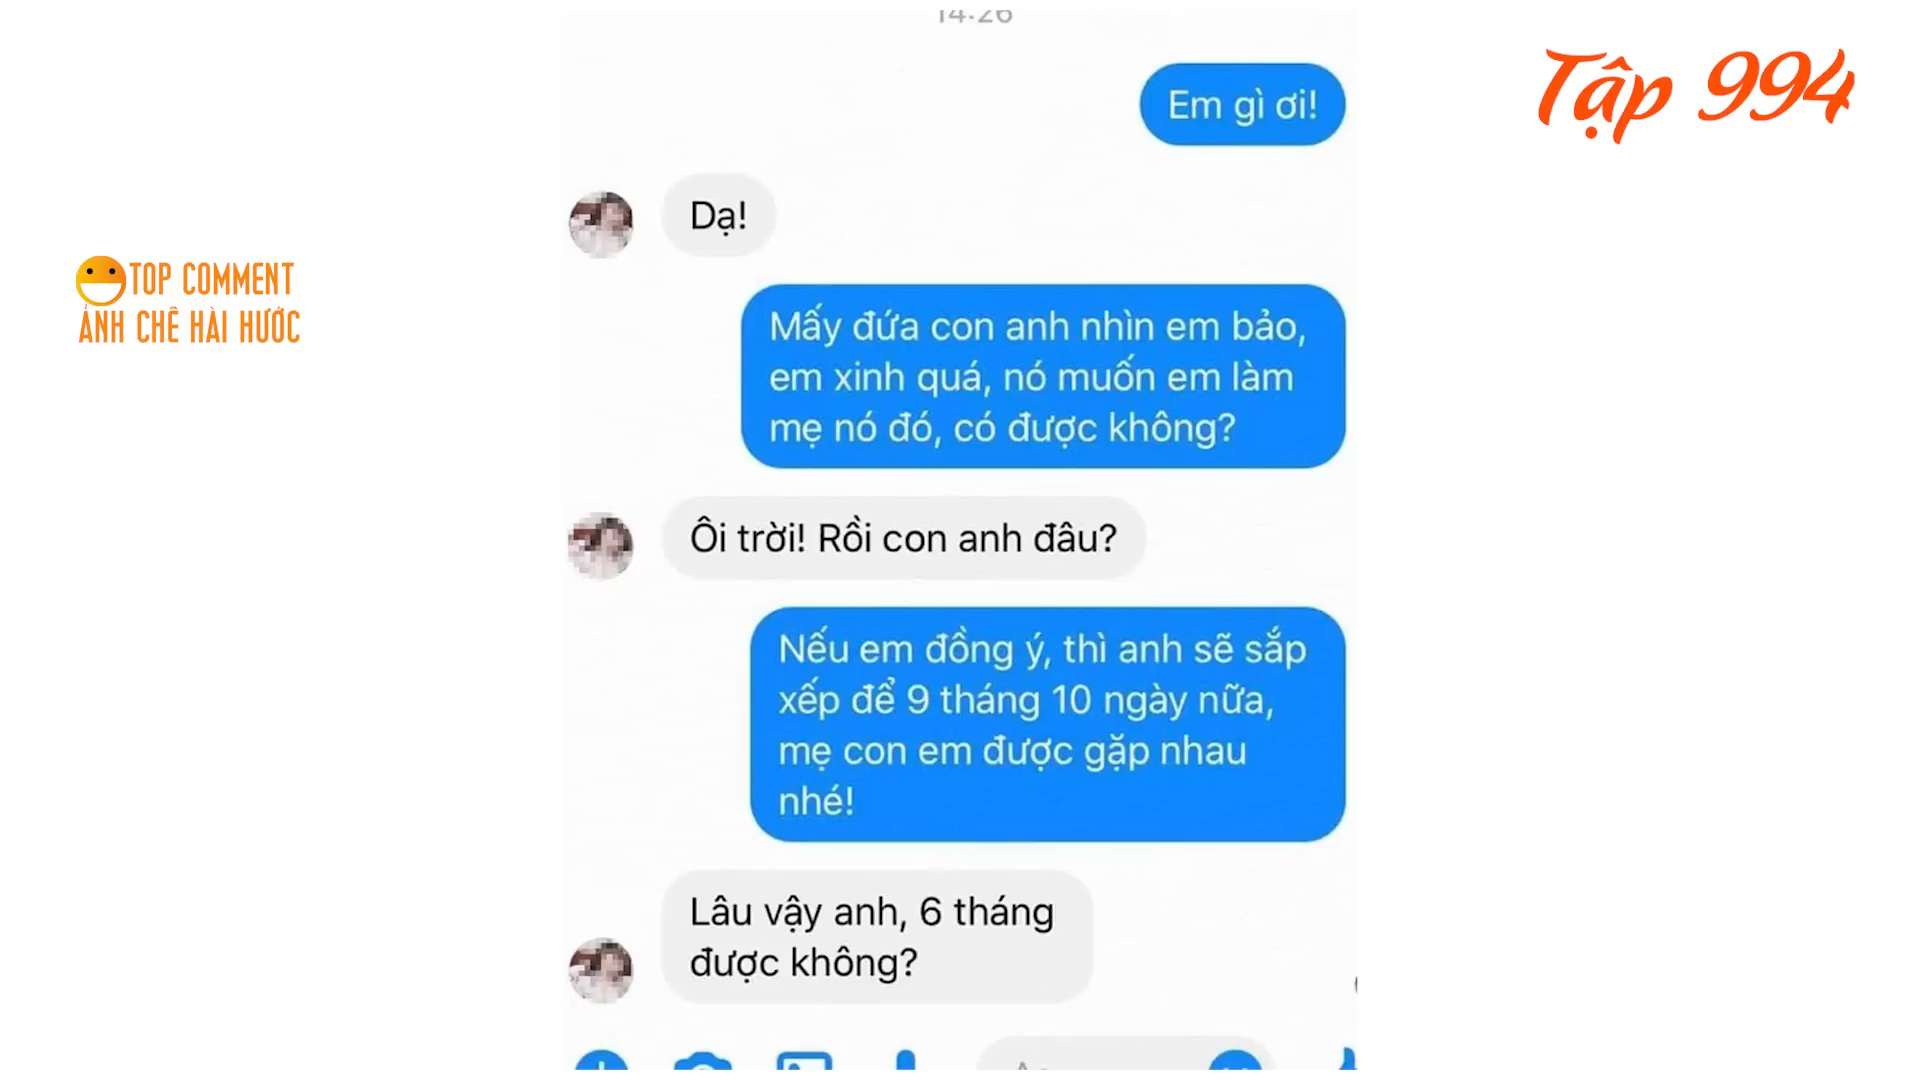 14:26
Tập 994
Em gì ơi!
Dạ!
TOP COMMENT
ẢNH CHẾ HÀI HƯỚC
Mấy đứa con anh nhìn em bảo,
em xinh quá, nó muốn em làm
mẹ nó đó, có được không?
Ôi trời! Rồi con anh đâu?
Nếu em đồng ý, thì anh sẽ sắp
xếp để 9 tháng 10 ngày nữa,
mẹ con em được gặp nhau
nhé!
Lâu vậy anh, 6 tháng
được không?